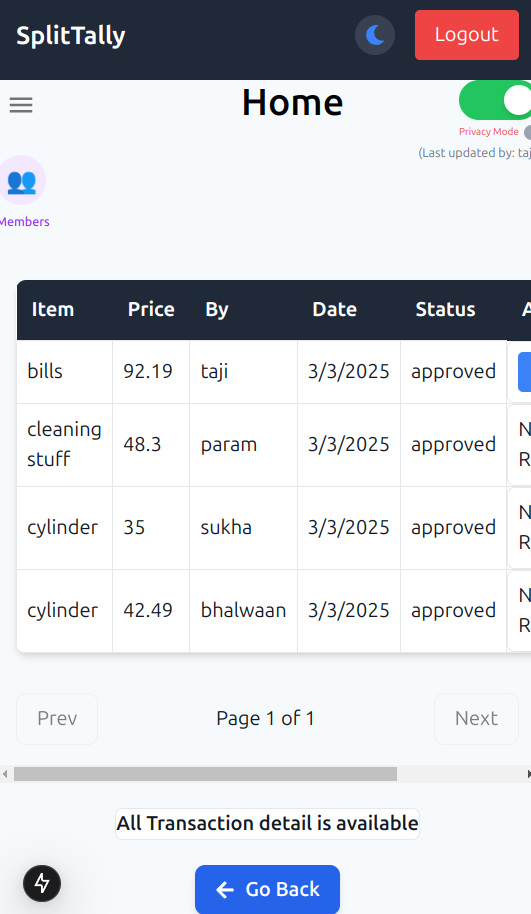 SplitTally
Logout
Home
Privacy Mode
(Last updated by: taj
Members
Item Price By Date Status A
bills 92.19 taji 3/3/2025 approved
cleaning stuff 48.3 param 3/3/2025 approved N R
cylinder 35 sukha 3/3/2025 approved N R
cylinder 42.49 bhalwaan 3/3/2025 approved N R
Prev Page 1 of 1 Next
All Transaction detail is available
Go Back